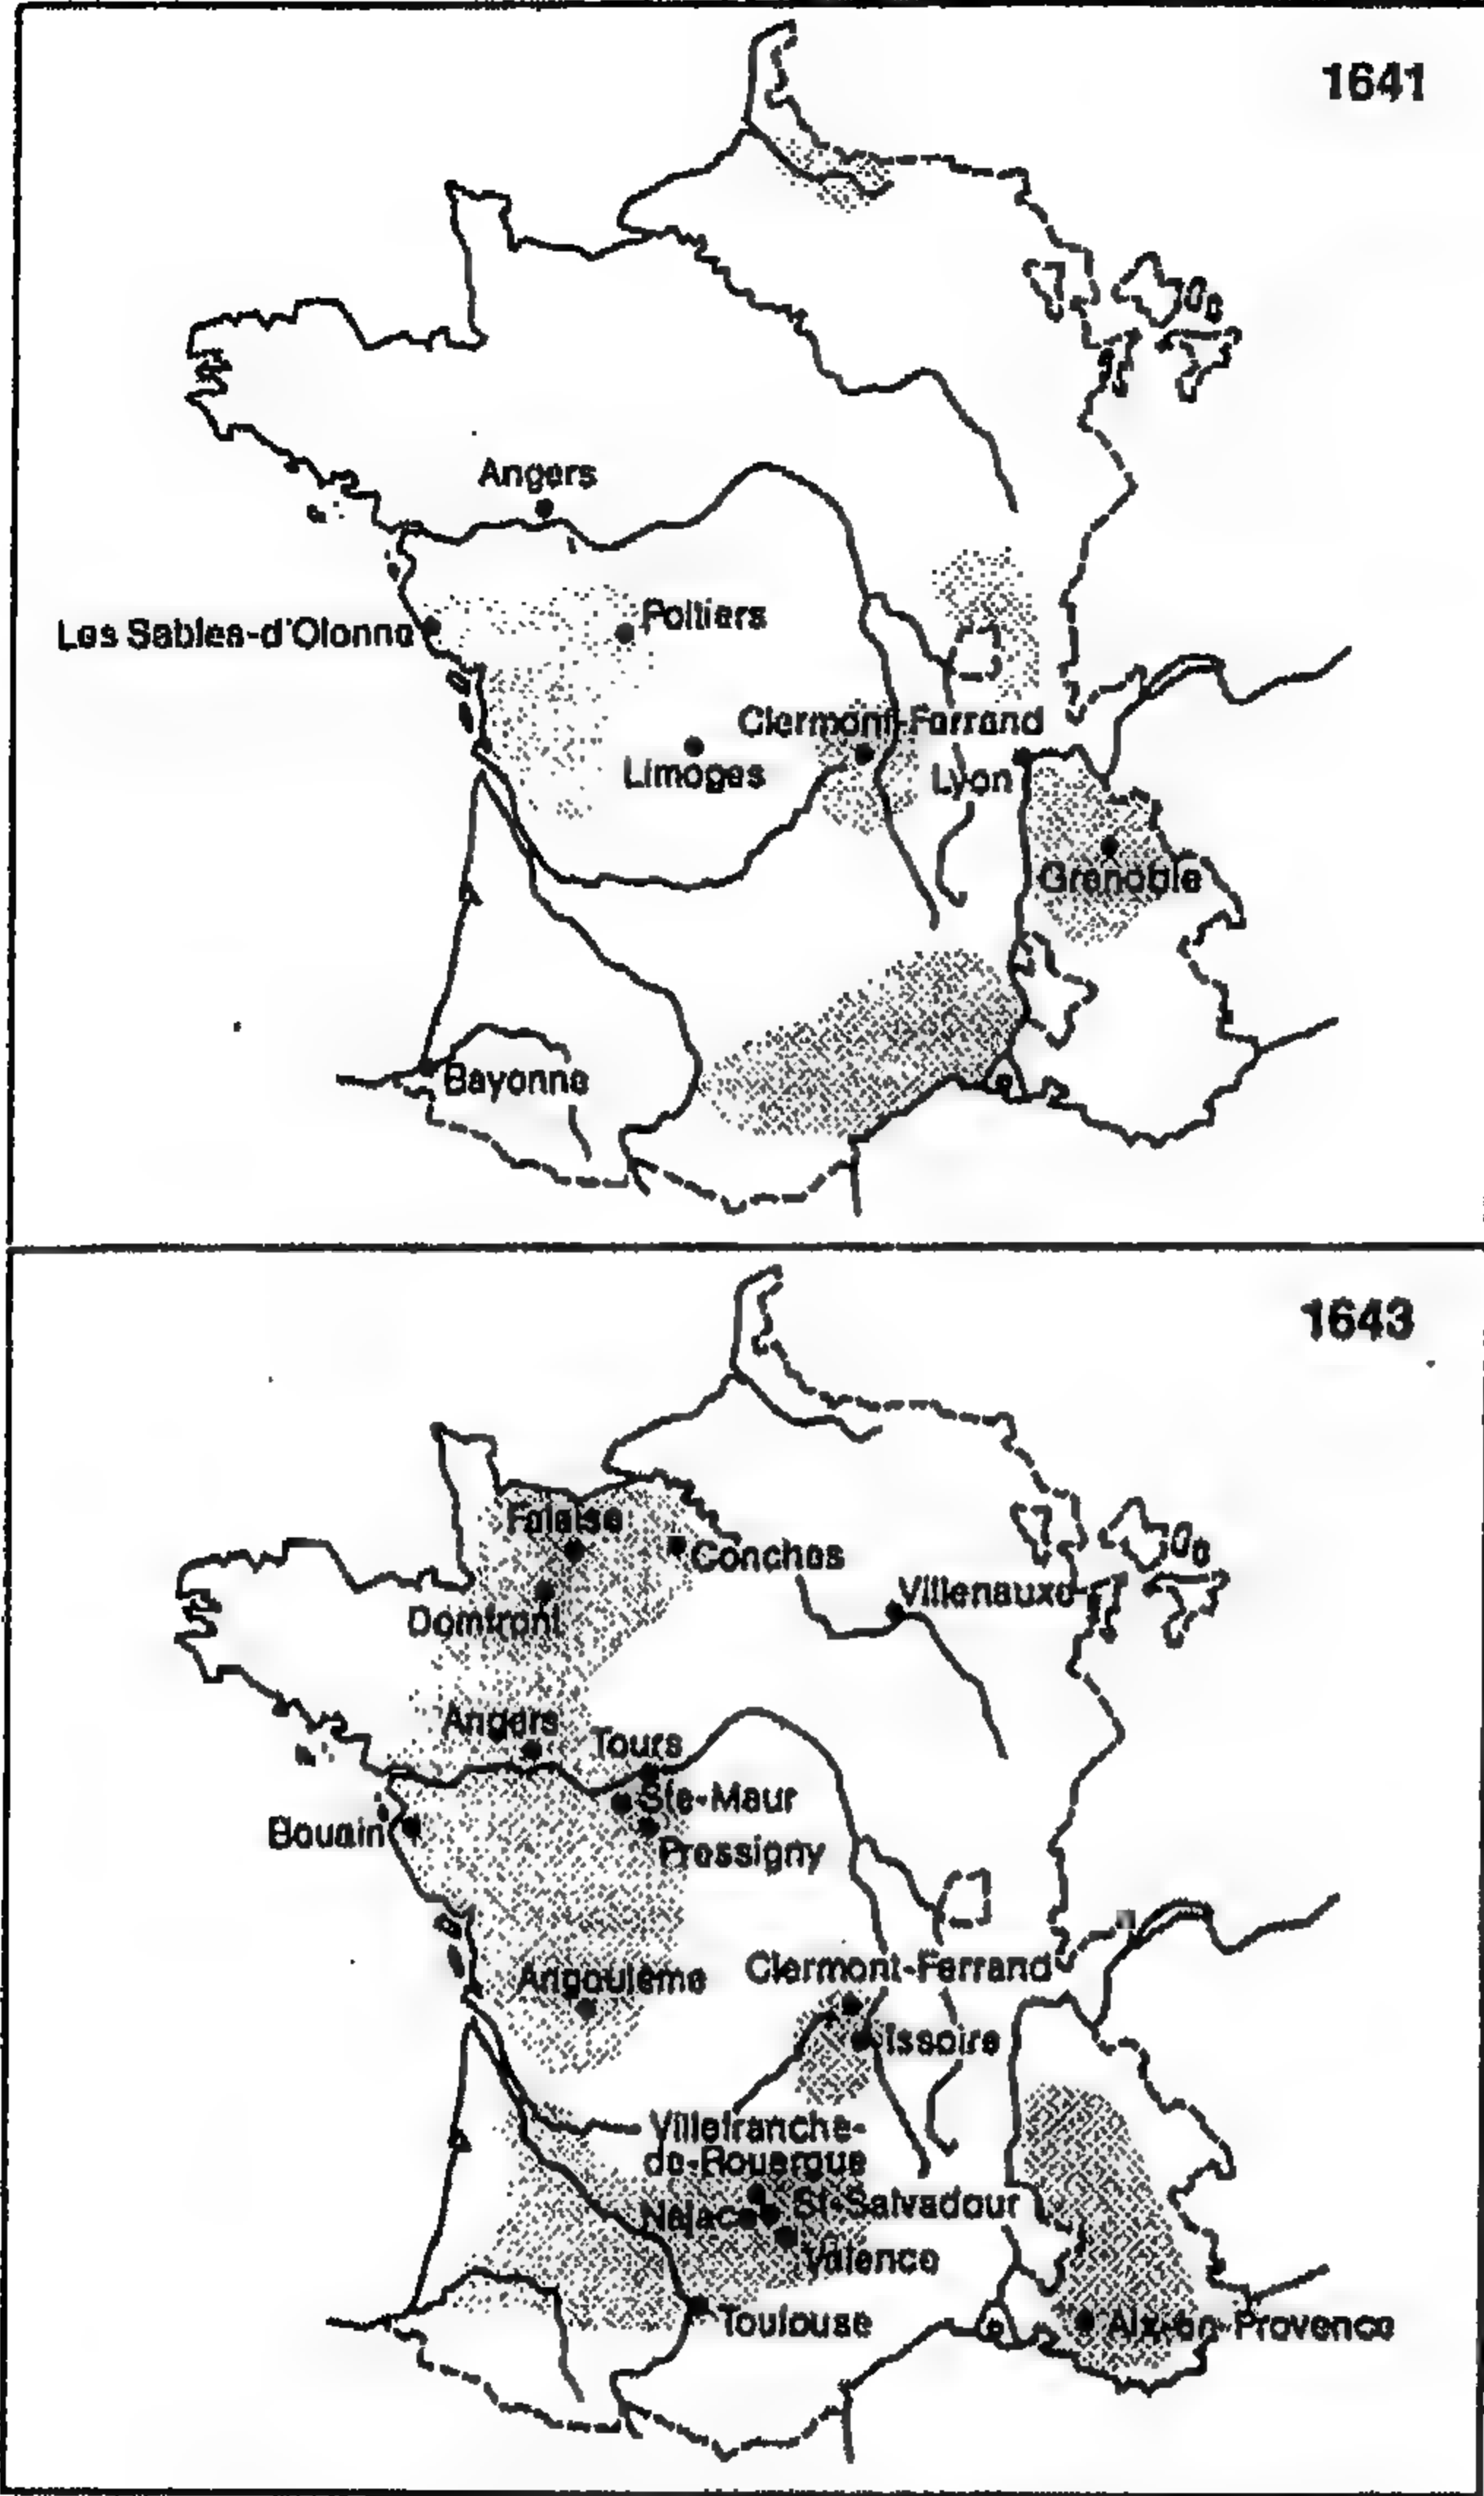 1641
Angers
Les Sables-d'Olonne
Poitiers
Clermont-Ferrand
Limoges
Lyon
Grenoble
Bayonne
1643
Falaise
Conches
Villenauxe
Domfront
Angers
Tours
Ste-Maur
Bouain
Pressigny
Angoulême
Clermont-Ferrand
Issoire
Villefranche-
de-Rouergue
Najac
St-Salvadour
Valence
Toulouse
Aix-en-Provence